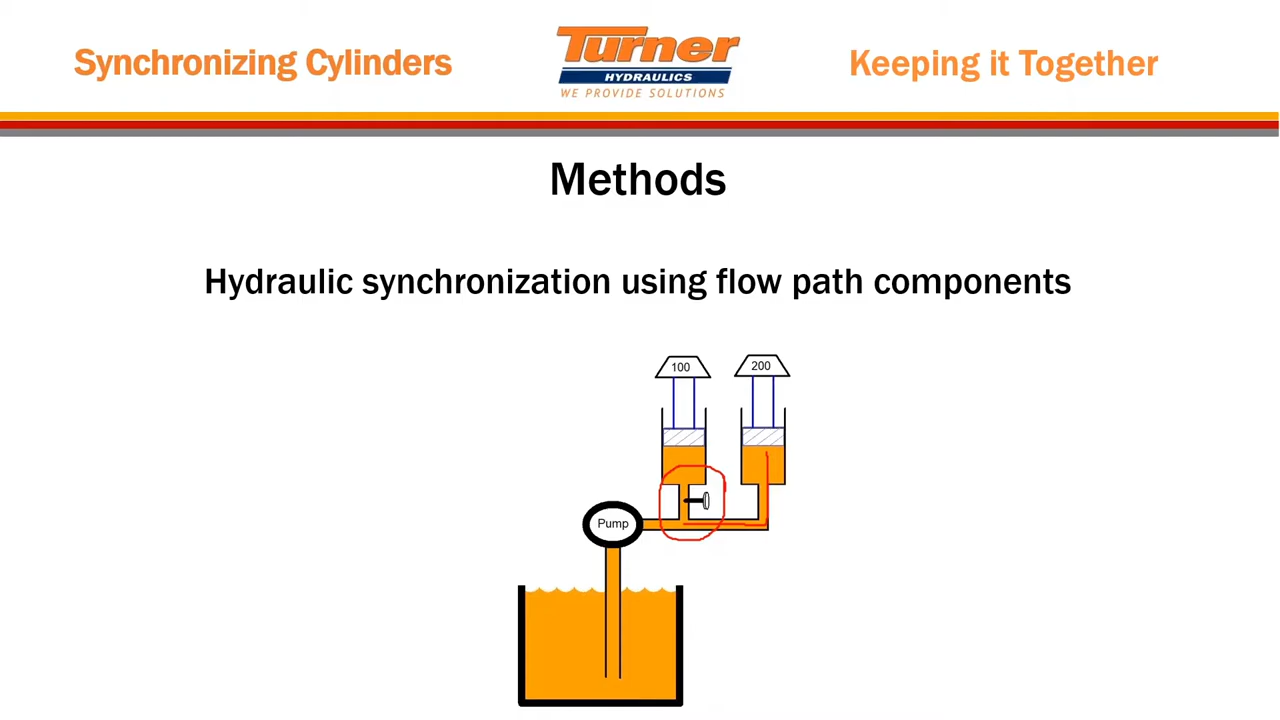 Synchronizing Cylinders
Turner
HYDRAULICS
WE PROVIDE SOLUTIONS
Keeping it Together
Methods
Hydraulic synchronization using flow path components
100
200
Pump